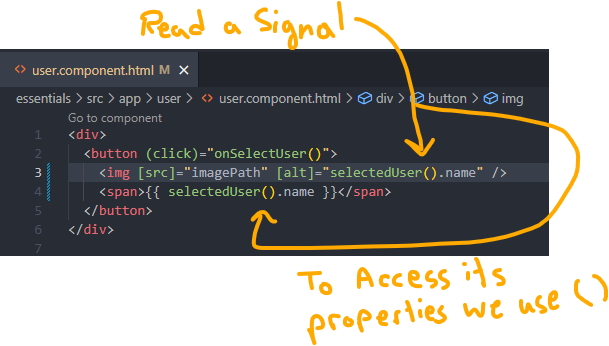 Read a Signal
user.component.html M ×
essentials > src > app > user > <> user.component.html > div > button > img
Go to component
1 <div>
2 <button (click)="onSelectUser()">
3 <img [src]="imagePath" [alt]="selectedUser().name" />
4 <span>{{ selectedUser().name }}</span>
5 </button>
6 </div>
7
To Access its
properties we use ()